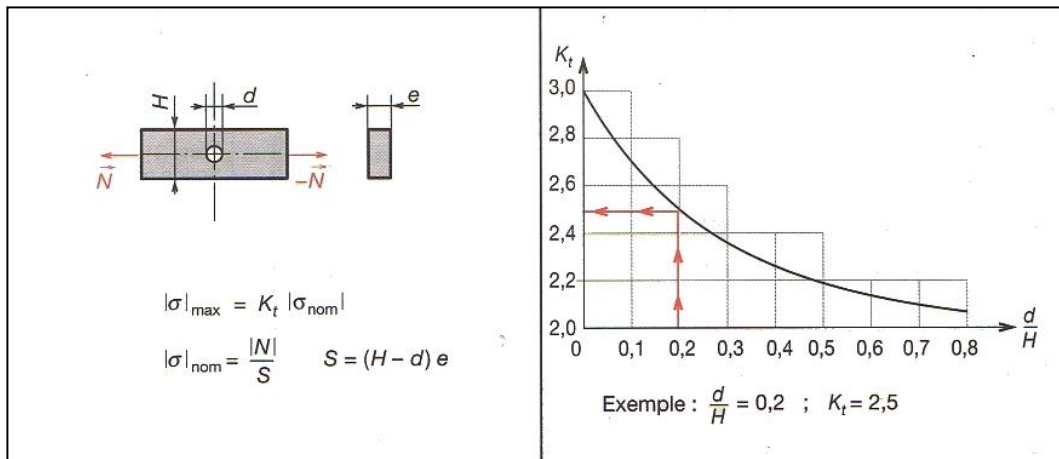 H
d
e
N⃗
−N⃗
|σ|max = Kt |σnom|
|σ|nom = |N|/S S = (H – d) e
Kt
3,0
2,8
2,6
2,4
2,2
2,0
0 0,1 0,2 0,3 0,4 0,5 0,6 0,7 0,8
d/H
Exemple : d/H = 0,2 ; Kt = 2,5